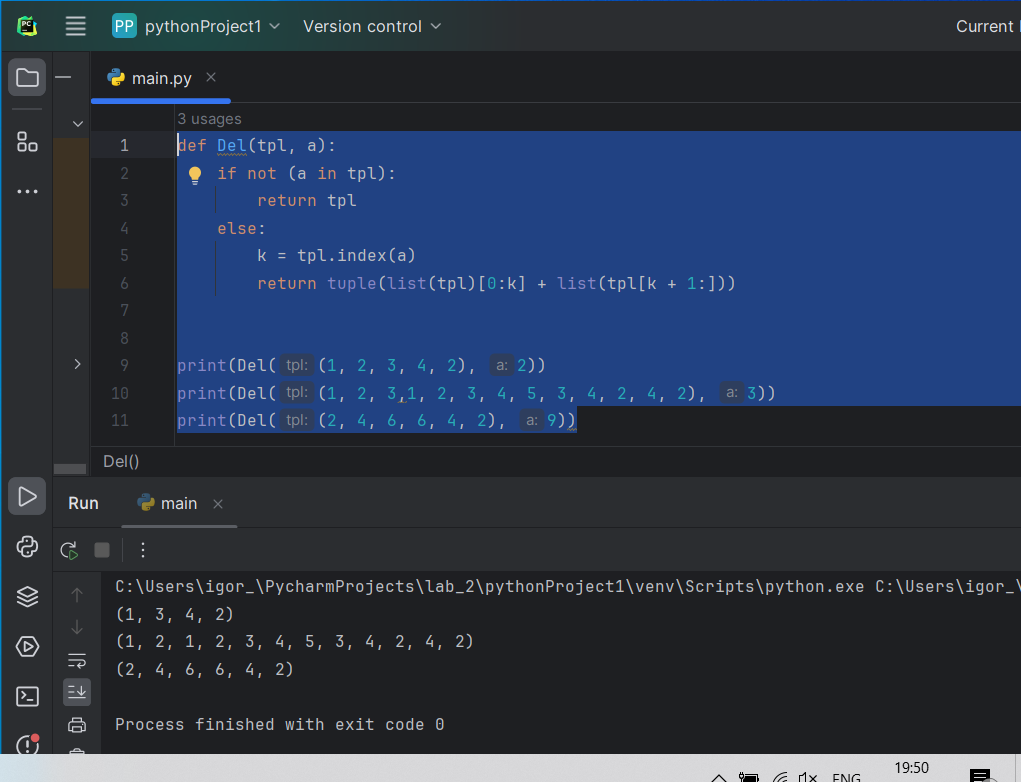 PC
PP pythonProject1 Version control Current
main.py
3 usages
1 def Del(tpl, a):
2 if not (a in tpl):
3 return tpl
4 else:
5 k = tpl.index(a)
6 return tuple(list(tpl)[0:k] + list(tpl[k + 1:]))
7
8
9 print(Del( tpl: (1, 2, 3, 4, 2), a: 2))
10 print(Del( tpl: (1, 2, 3,1, 2, 3, 4, 5, 3, 4, 2, 4, 2), a: 3))
11 print(Del( tpl: (2, 4, 6, 6, 4, 2), a: 9))
Del()
Run main
C:\Users\igor_\PycharmProjects\lab_2\pythonProject1\venv\Scripts\python.exe C:\Users\igor_\
(1, 3, 4, 2)
(1, 2, 1, 2, 3, 4, 5, 3, 4, 2, 4, 2)
(2, 4, 6, 6, 4, 2)
Process finished with exit code 0
ENG 19:50